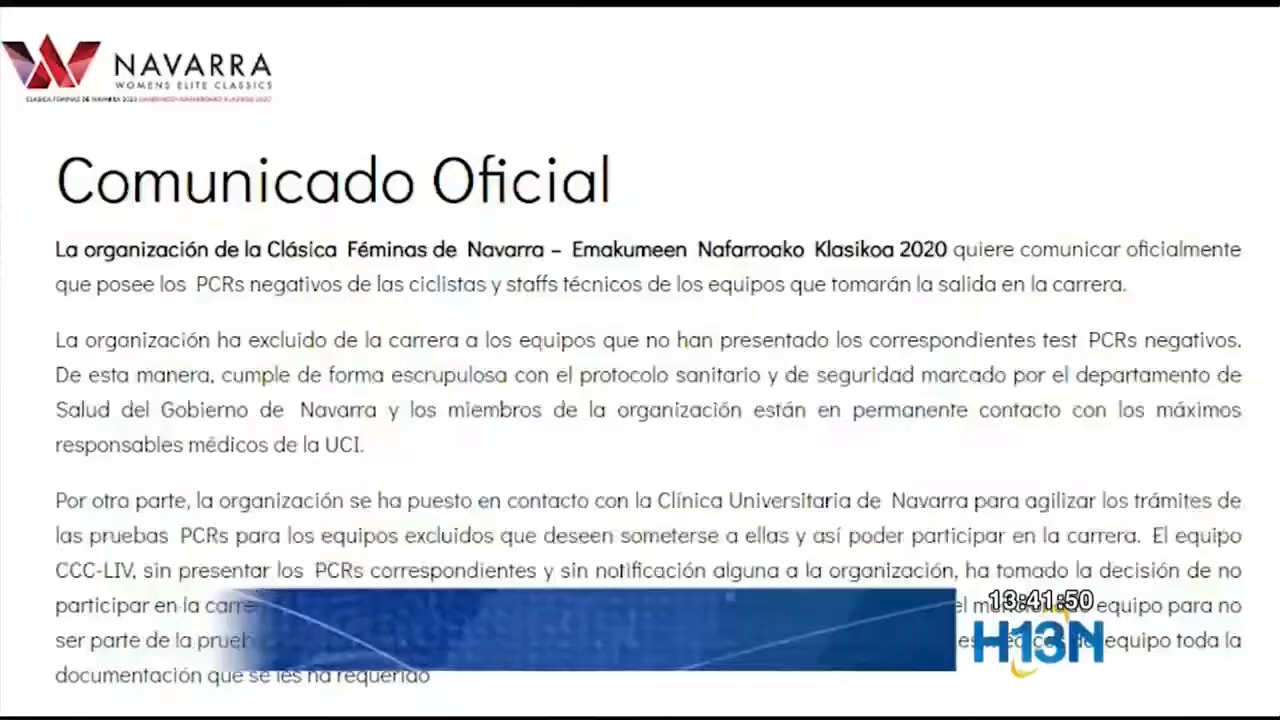 NAVARRA
WOMENS ELITE CLASSICS
CLÁSICA FÉMINAS DE NAVARRA 2020 EMAKUMEEN NAFARROAKO KLASIKOA 2020
Comunicado Oficial
La organización de la Clásica Féminas de Navarra – Emakumeen Nafarroako Klasikoa 2020 quiere comunicar oficialmente
que posee los PCRs negativos de las ciclistas y staffs técnicos de los equipos que tomarán la salida en la carrera.
La organización ha excluido de la carrera a los equipos que no han presentado los correspondientes test PCRs negativos.
De esta manera, cumple de forma escrupulosa con el protocolo sanitario y de seguridad marcado por el departamento de
Salud del Gobierno de Navarra y los miembros de la organización están en permanente contacto con los máximos
responsables médicos de la UCI.
Por otra parte, la organización se ha puesto en contacto con la Clínica Universitaria de Navarra para agilizar los trámites de
las pruebas PCRs para los equipos excluidos que deseen someterse a ellas y así poder participar en la carrera. El equipo
CCC-LIV, sin presentar los PCRs correspondientes y sin notificación alguna a la organización, ha tomado la decisión de no
participar en la equipo para no
ser parte de la equipo toda la
documentación que se les ha requerido
13:41:50
H13N